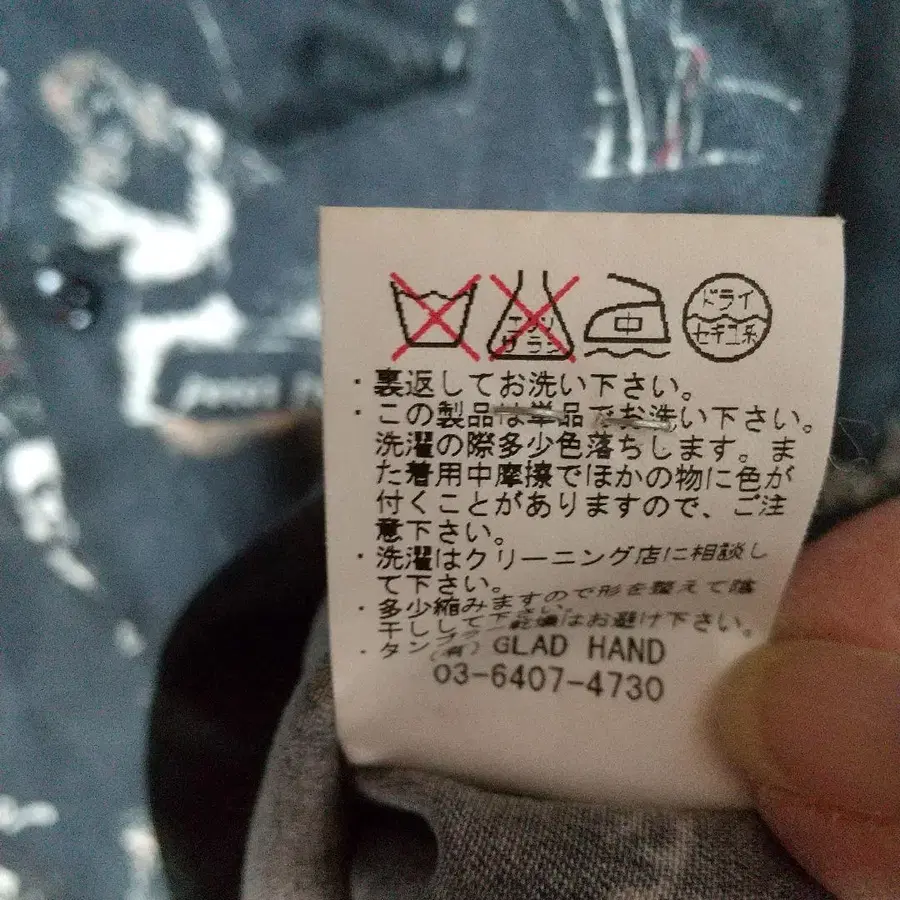 エンソ
サラシ
中
ドライ
セキユ系
・裏返してお洗い下さい。
・この製品は単品でお洗い下さい。
洗濯の際多少色落ちします。ま
た着用中摩擦でほかの物に色が
付くことがありますので、ご注
意下さい。
・洗濯はクリーニング店に相談し
て下さい。
・多少縮みますので形を整えて陰
干しして下さい。
・タンブラー乾燥はお避け下さい。
(有) GLAD HAND
03-6407-4730